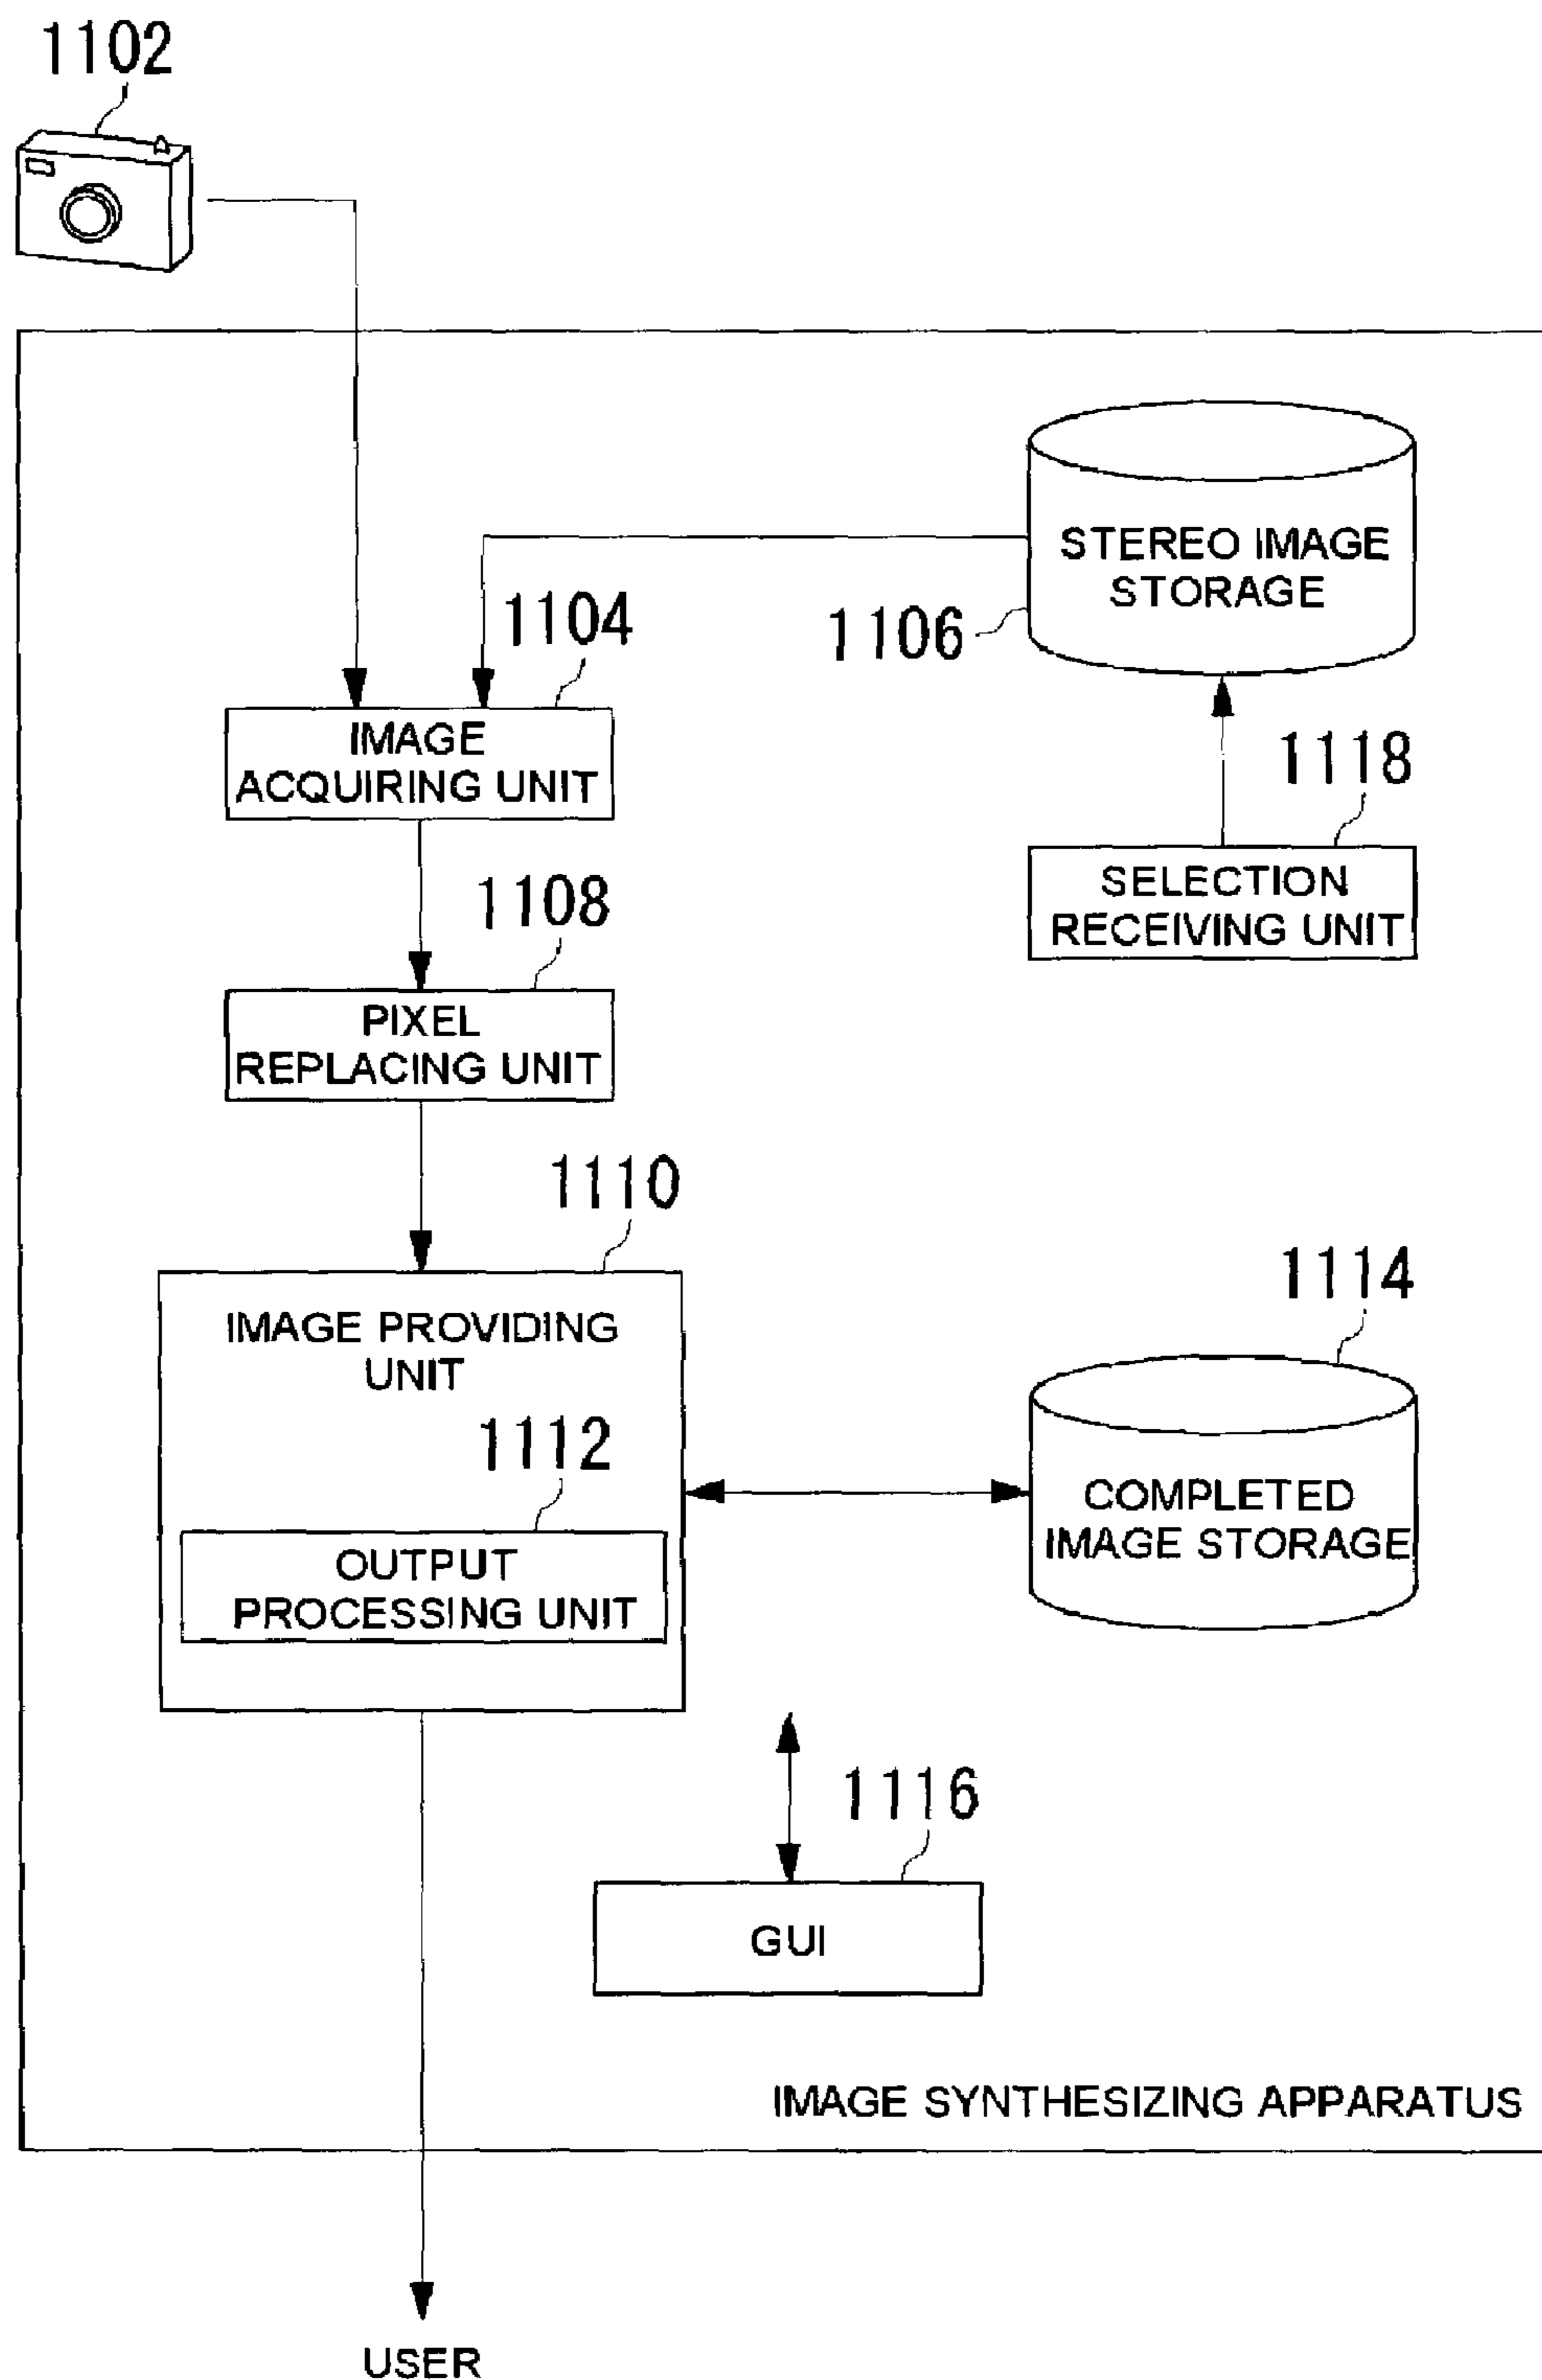 1102
STEREO IMAGE
STORAGE
1104
1106
IMAGE
ACQUIRING UNIT
1118
SELECTION
RECEIVING UNIT
1108
PIXEL
REPLACING UNIT
1110
IMAGE PROVIDING
UNIT
1114
1112
COMPLETED
IMAGE STORAGE
OUTPUT
PROCESSING UNIT
1116
GUI
IMAGE SYNTHESIZING APPARATUS
USER